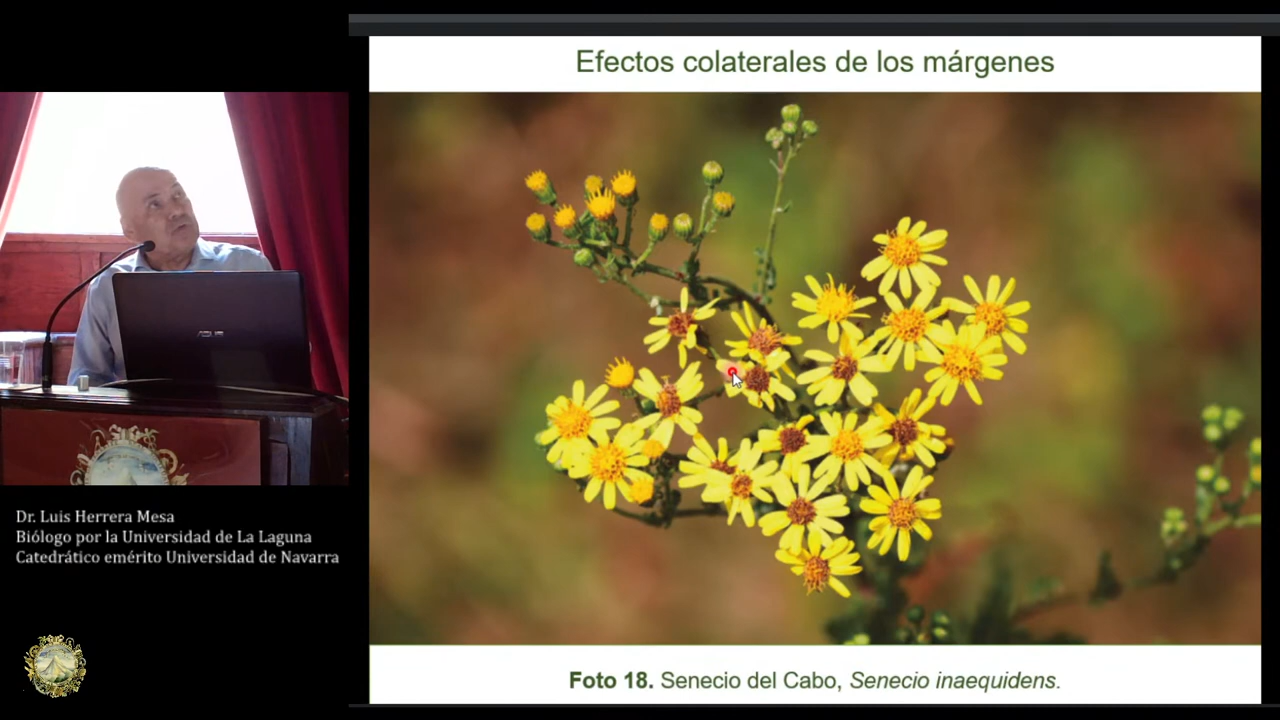 Efectos colaterales de los márgenes
ASUS
Dr. Luis Herrera Mesa
Biólogo por la Universidad de La Laguna
Catedrático emérito Universidad de Navarra
Foto 18. Senecio del Cabo, Senecio inaequidens.